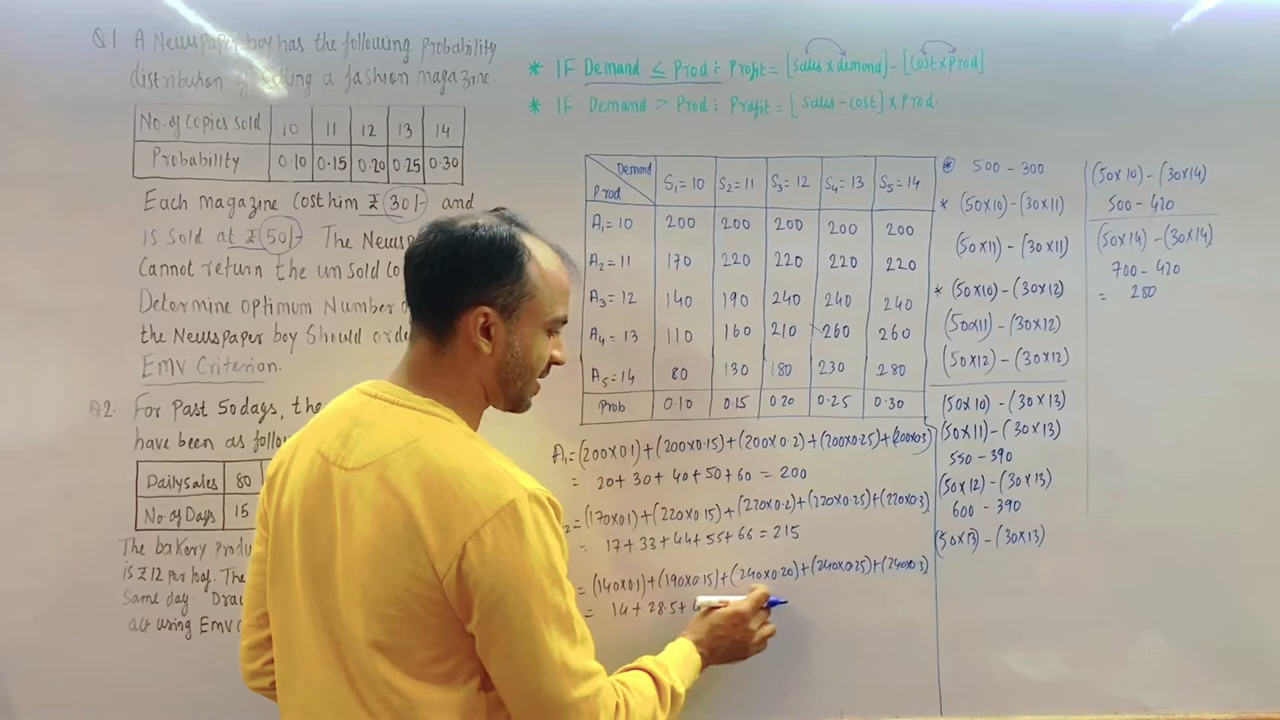 Q1 A Newspaper boy has the following Probability
distribution of selling a fashion magazine.
No. of Copies sold 10 11 12 13 14
Probability 0.10 0.15 0.20 0.25 0.30
Each magazine cost him ₹ 30/- and
is sold at ₹ 50/- The News
Cannot return the unsold co
Determine optimum Number o
the Newspaper boy Should orde
EMV Criterion.
Q2. For Past 50 days, the
have been as follo
Daily sales 80
No. of Days 15
The bakery Produ
is ₹12 per loaf. The
Same day. Dra
act using EMV C
* IF Demand ≤ Prod : Profit = [Sales x demand] - [Cost x Prod]
* IF Demand > Prod : Profit = [Sales - Cost] x Prod.
Demand
Prod S1 = 10 S2 = 11 S3 = 12 S4 = 13 S5 = 14
A1 = 10 200 200 200 200 200
A2 = 11 170 220 220 220 220
A3 = 12 140 190 240 240 240
A4 = 13 110 160 210 260 260
A5 = 14 80 130 180 230 280
Prob 0.10 0.15 0.20 0.25 0.30
A1 = (200x0.1)+(200x0.15)+(200x0.2)+(200x0.25)+(200x0.3)
= 20+30+40+50+60 = 200
2 = (170x0.1)+(220x0.15)+(220x0.2)+(220x0.25)+(220x0.3)
= 17+33+44+55+66 = 215
= (140x0.1)+(190x0.15)+(240x0.20)+(240x0.25)+(240x0.3)
= 14+28.5+
* 500 - 300
* (50x10) - (30x11)
(50x11) - (30x11)
* (50x10) - (30x12)
(50x11) - (30x12)
(50x12) - (30x12)
(50x10) - (30x13)
(50x11) - (30x13)
550 - 390
(50x12) - (30x13)
600 - 390
(50x13) - (30x13)
(50x10) - (30x14)
500 - 420
(50x14) - (30x14)
700 - 420
= 280